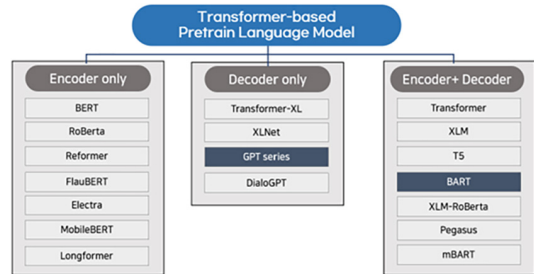 Transformer-based
Pretrain Language Model
Encoder only
BERT
RoBerta
Reformer
FlauBERT
Electra
MobileBERT
Longformer
Decoder only
Transformer-XL
XLNet
GPT series
DialoGPT
Encoder+ Decoder
Transformer
XLM
T5
BART
XLM-RoBerta
Pegasus
mBART